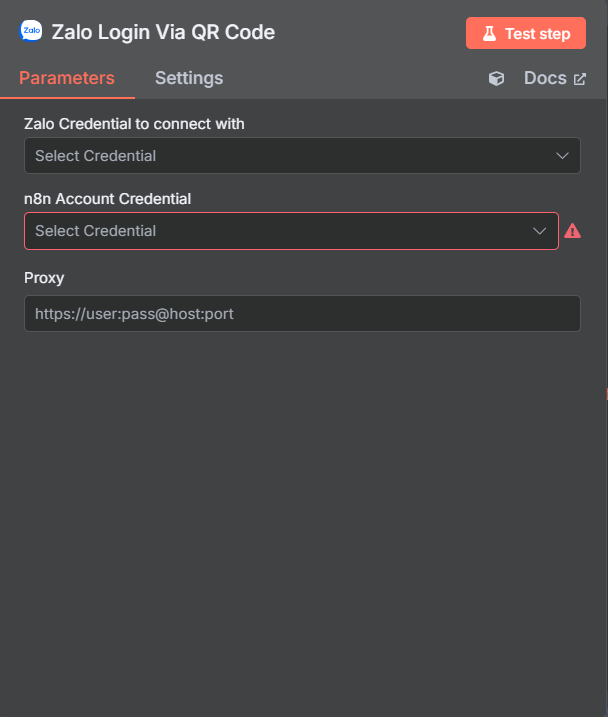 Zalo
Zalo Login Via QR Code
Test step
Parameters
Settings
Docs
Zalo Credential to connect with
Select Credential
n8n Account Credential
Select Credential
Proxy
https://user:pass@host:port